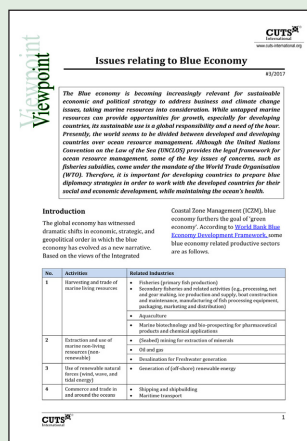 CUTS
International
www.cuts-international.org
Viewpoint
Viewpoint
Issues relating to Blue Economy
#3/2017
The Blue economy is becoming increasingly relevant for sustainable
economic and political strategy to address business and climate change
issues, taking marine resources into consideration. While untapped marine
resources can provide opportunities for growth, especially for developing
countries, its sustainable use is a global responsibility and a need of the hour.
Presently, the world seems to be divided between developed and developing
countries over ocean resource management. Although the United Nations
Convention on the Law of the Sea (UNCLOS) provides the legal framework for
ocean resource management, some of the key issues of concerns, such as
fisheries subsidies, come under the mandate of the World Trade Organisation
(WTO). Therefore, it is important for developing countries to prepare blue
diplomacy strategies in order to work with the developed countries for their
social and economic development, while maintaining the ocean's health.
Introduction
The global economy has witnessed
dramatic shifts in economic, strategic, and
geopolitical order in which the blue
economy has evolved as a new narrative.
Based on the views of the Integrated
Coastal Zone Management (ICZM), blue
economy furthers the goal of 'green
economy'. According to World Bank Blue
Economy Development Framework, some
blue economy related productive sectors
are as follows.
No. Activities Related Industries
1 Harvesting and trade of
marine living resources
• Fisheries (primary fish production)
• Secondary fisheries and related activities (e.g., processing, net
and gear making, ice production and supply, boat construction
and maintenance, manufacturing of fish processing equipment,
packaging, marketing and distribution)
• Aquaculture
• Marine biotechnology and bio-prospecting for pharmaceutical
products and chemical applications
2 Extraction and use of
marine non-living
resources (non-
renewable)
• (Seabed) mining for extraction of minerals
• Oil and gas
• Desalination for Freshwater generation
3 Use of renewable natural
forces (wind, wave, and
tidal energy)
• Generation of (off-shore) renewable energy
4 Commerce and trade in
and around the oceans
• Shipping and shipbuilding
• Maritime transport
CUTS
International
1